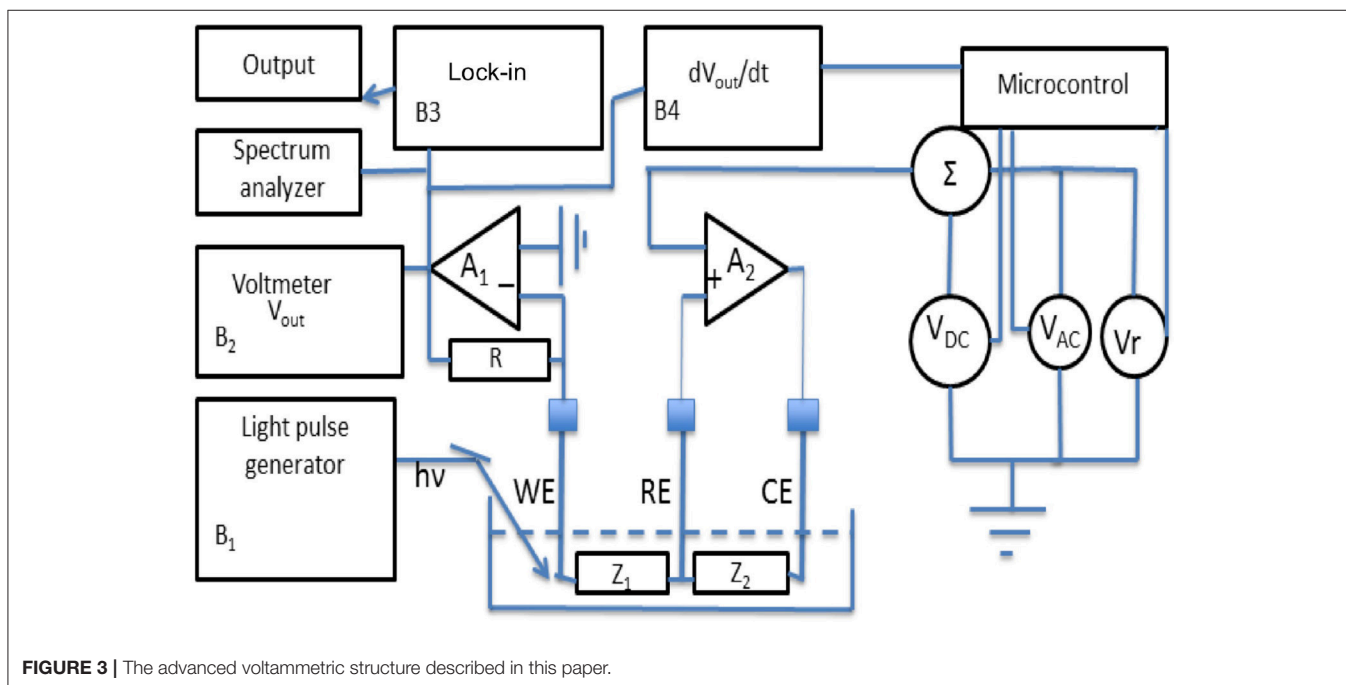 Output
Lock-in
B3
dV_out/dt
B4
Microcontrol
Spectrum
analyzer
Σ
A₁
−
A₂
+
Voltmeter
V_out
B₂
R
V_DC
V_AC
Vr
Light pulse
generator
B₁
hν
WE
RE
CE
Z₁
Z₂
FIGURE 3 | The advanced voltammetric structure described in this paper.